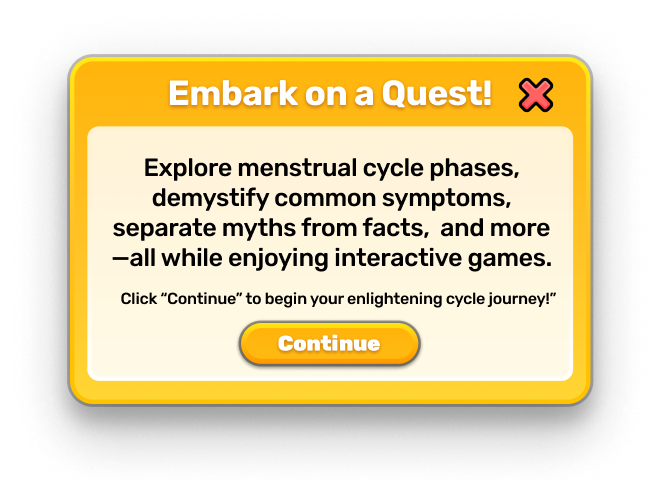 Embark on a Quest!
Explore menstrual cycle phases,
demystify common symptoms,
separate myths from facts,  and more
—all while enjoying interactive games.
Click “Continue” to begin your enlightening cycle journey!”
Continue